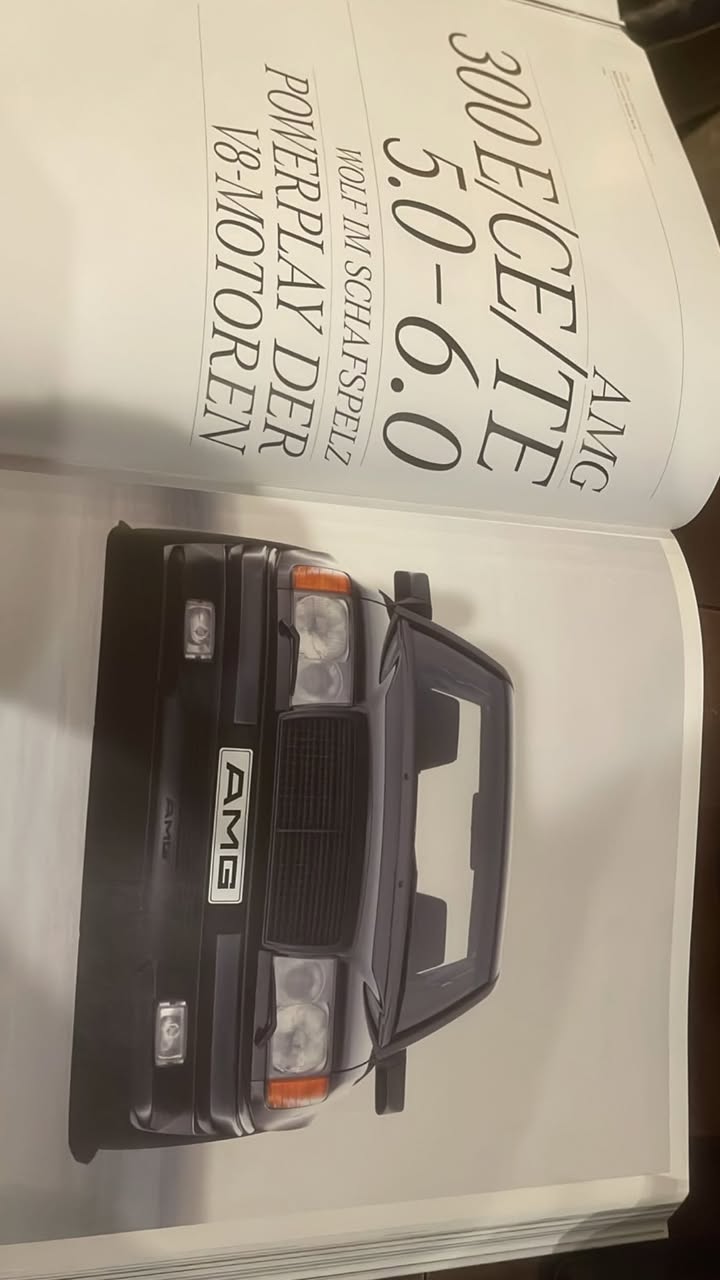 AMG
300 E/CE/TE
5.0–6.0
WOLF IM SCHAFSPELZ
POWERPLAY DER
V8-MOTOREN
AMG
AMG